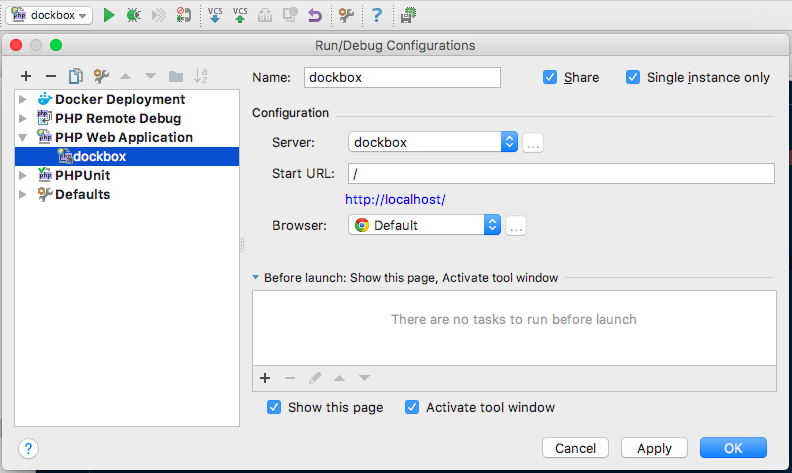 dockbox
VCS VCS
Run/Debug Configurations
Name: dockbox Share Single instance only
Docker Deployment
PHP Remote Debug
PHP Web Application
dockbox
PHPUnit
Defaults
Configuration
Server: dockbox ...
Start URL: /
http://localhost/
Browser: Default ...
Before launch: Show this page, Activate tool window
There are no tasks to run before launch
Show this page Activate tool window
? Cancel Apply OK